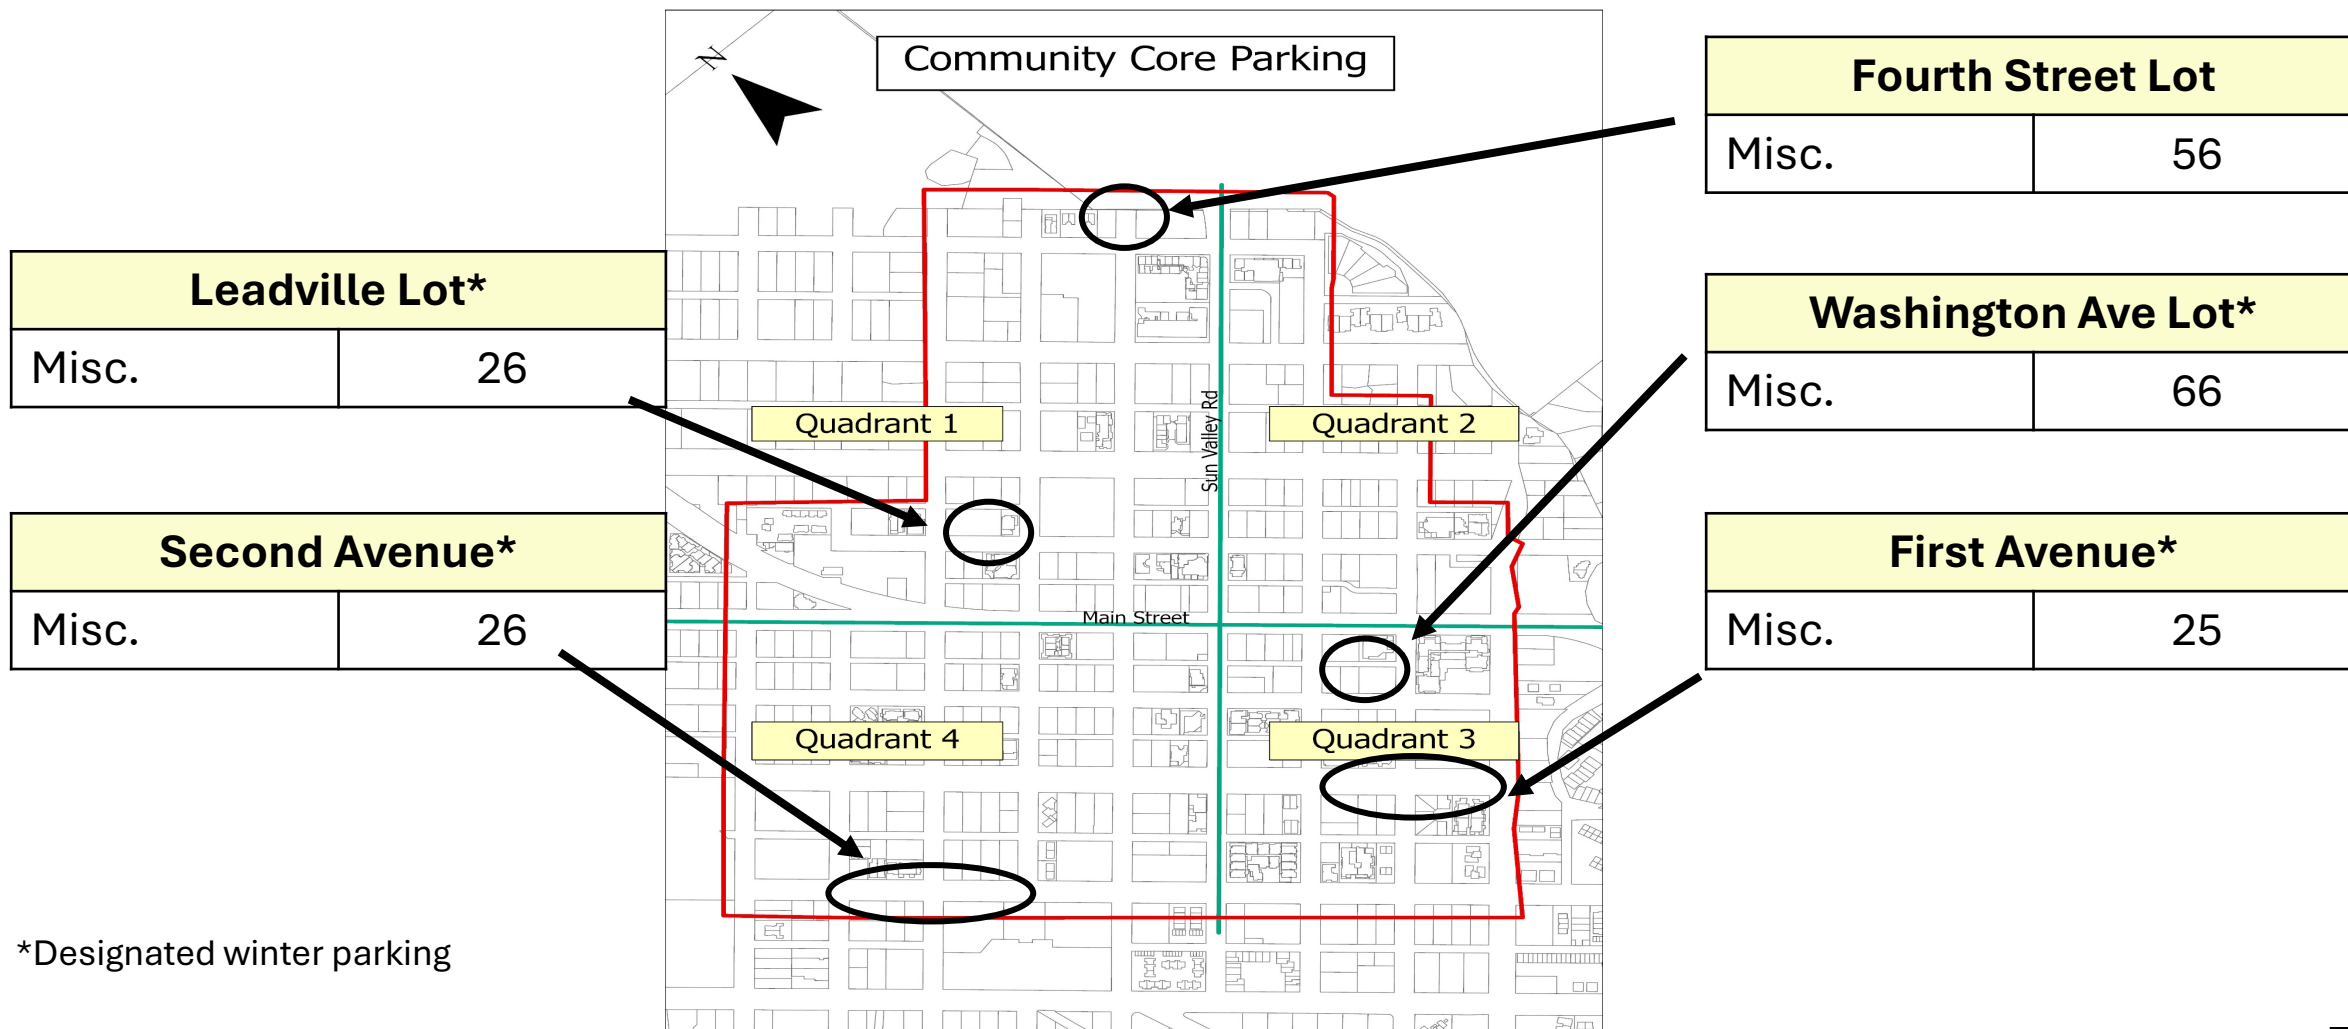 Community Core Parking
N
Fourth Street Lot
Misc. 56
Leadville Lot*
Misc. 26
Washington Ave Lot*
Misc. 66
Quadrant 1
Quadrant 2
Sun Valley Rd
Second Avenue*
Misc. 26
First Avenue*
Misc. 25
Main Street
Quadrant 4
Quadrant 3
*Designated winter parking